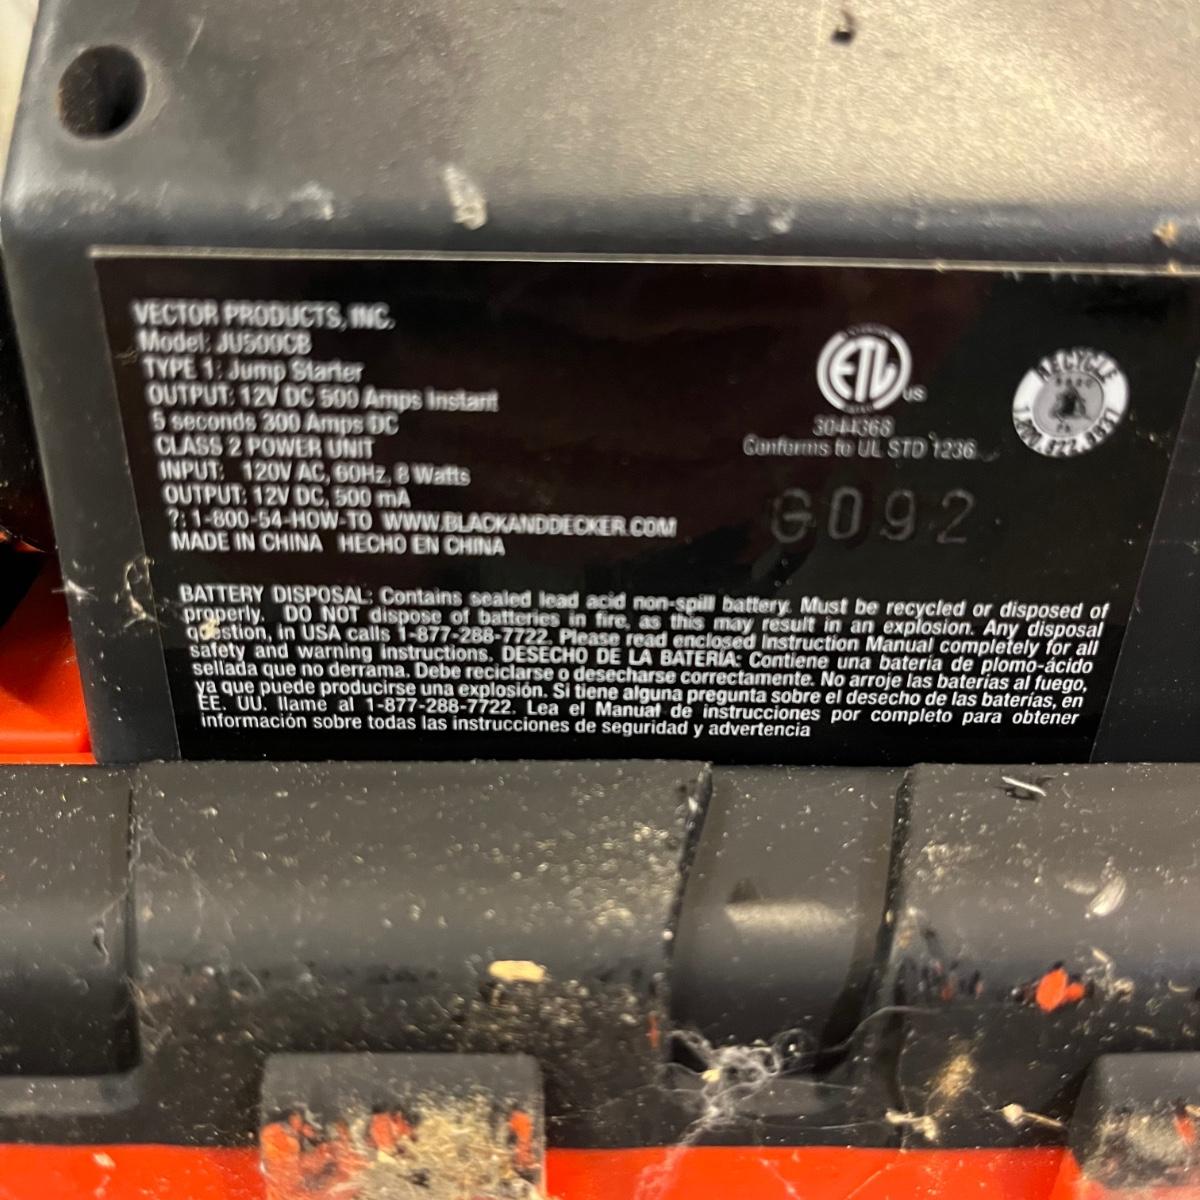 VECTOR PRODUCTS, INC.
Model: JU500CB
TYPE 1: Jump Starter
OUTPUT: 12V DC 500 Amps Instant
5 seconds 300 Amps DC
CLASS 2 POWER UNIT
INPUT: 120V AC, 60Hz, 8 Watts
OUTPUT: 12V DC, 500 mA
?: 1-800-54-HOW-TO WWW.BLACKANDDECKER.COM
MADE IN CHINA HECHO EN CHINA
ETL US
3044368
Conforms to UL STD 1236
RECYCLE
G092
BATTERY DISPOSAL: Contains sealed lead acid non-spill battery. Must be recycled or disposed of
properly. DO NOT dispose of batteries in fire, as this may result in an explosion. Any disposal
question, in USA calls 1-877-288-7722. Please read enclosed Instruction Manual completely for all
safety and warning instructions. DESECHO DE LA BATERÍA: Contiene una batería de plomo-ácido
sellada que no derrama. Debe reciclarse o desecharse correctamente. No arroje las baterías al fuego,
ya que puede producirse una explosión. Si tiene alguna pregunta sobre el desecho de las baterías, en
EE. UU. llame al 1-877-288-7722. Lea el Manual de instrucciones por completo para obtener
información sobre todas las instrucciones de seguridad y advertencia